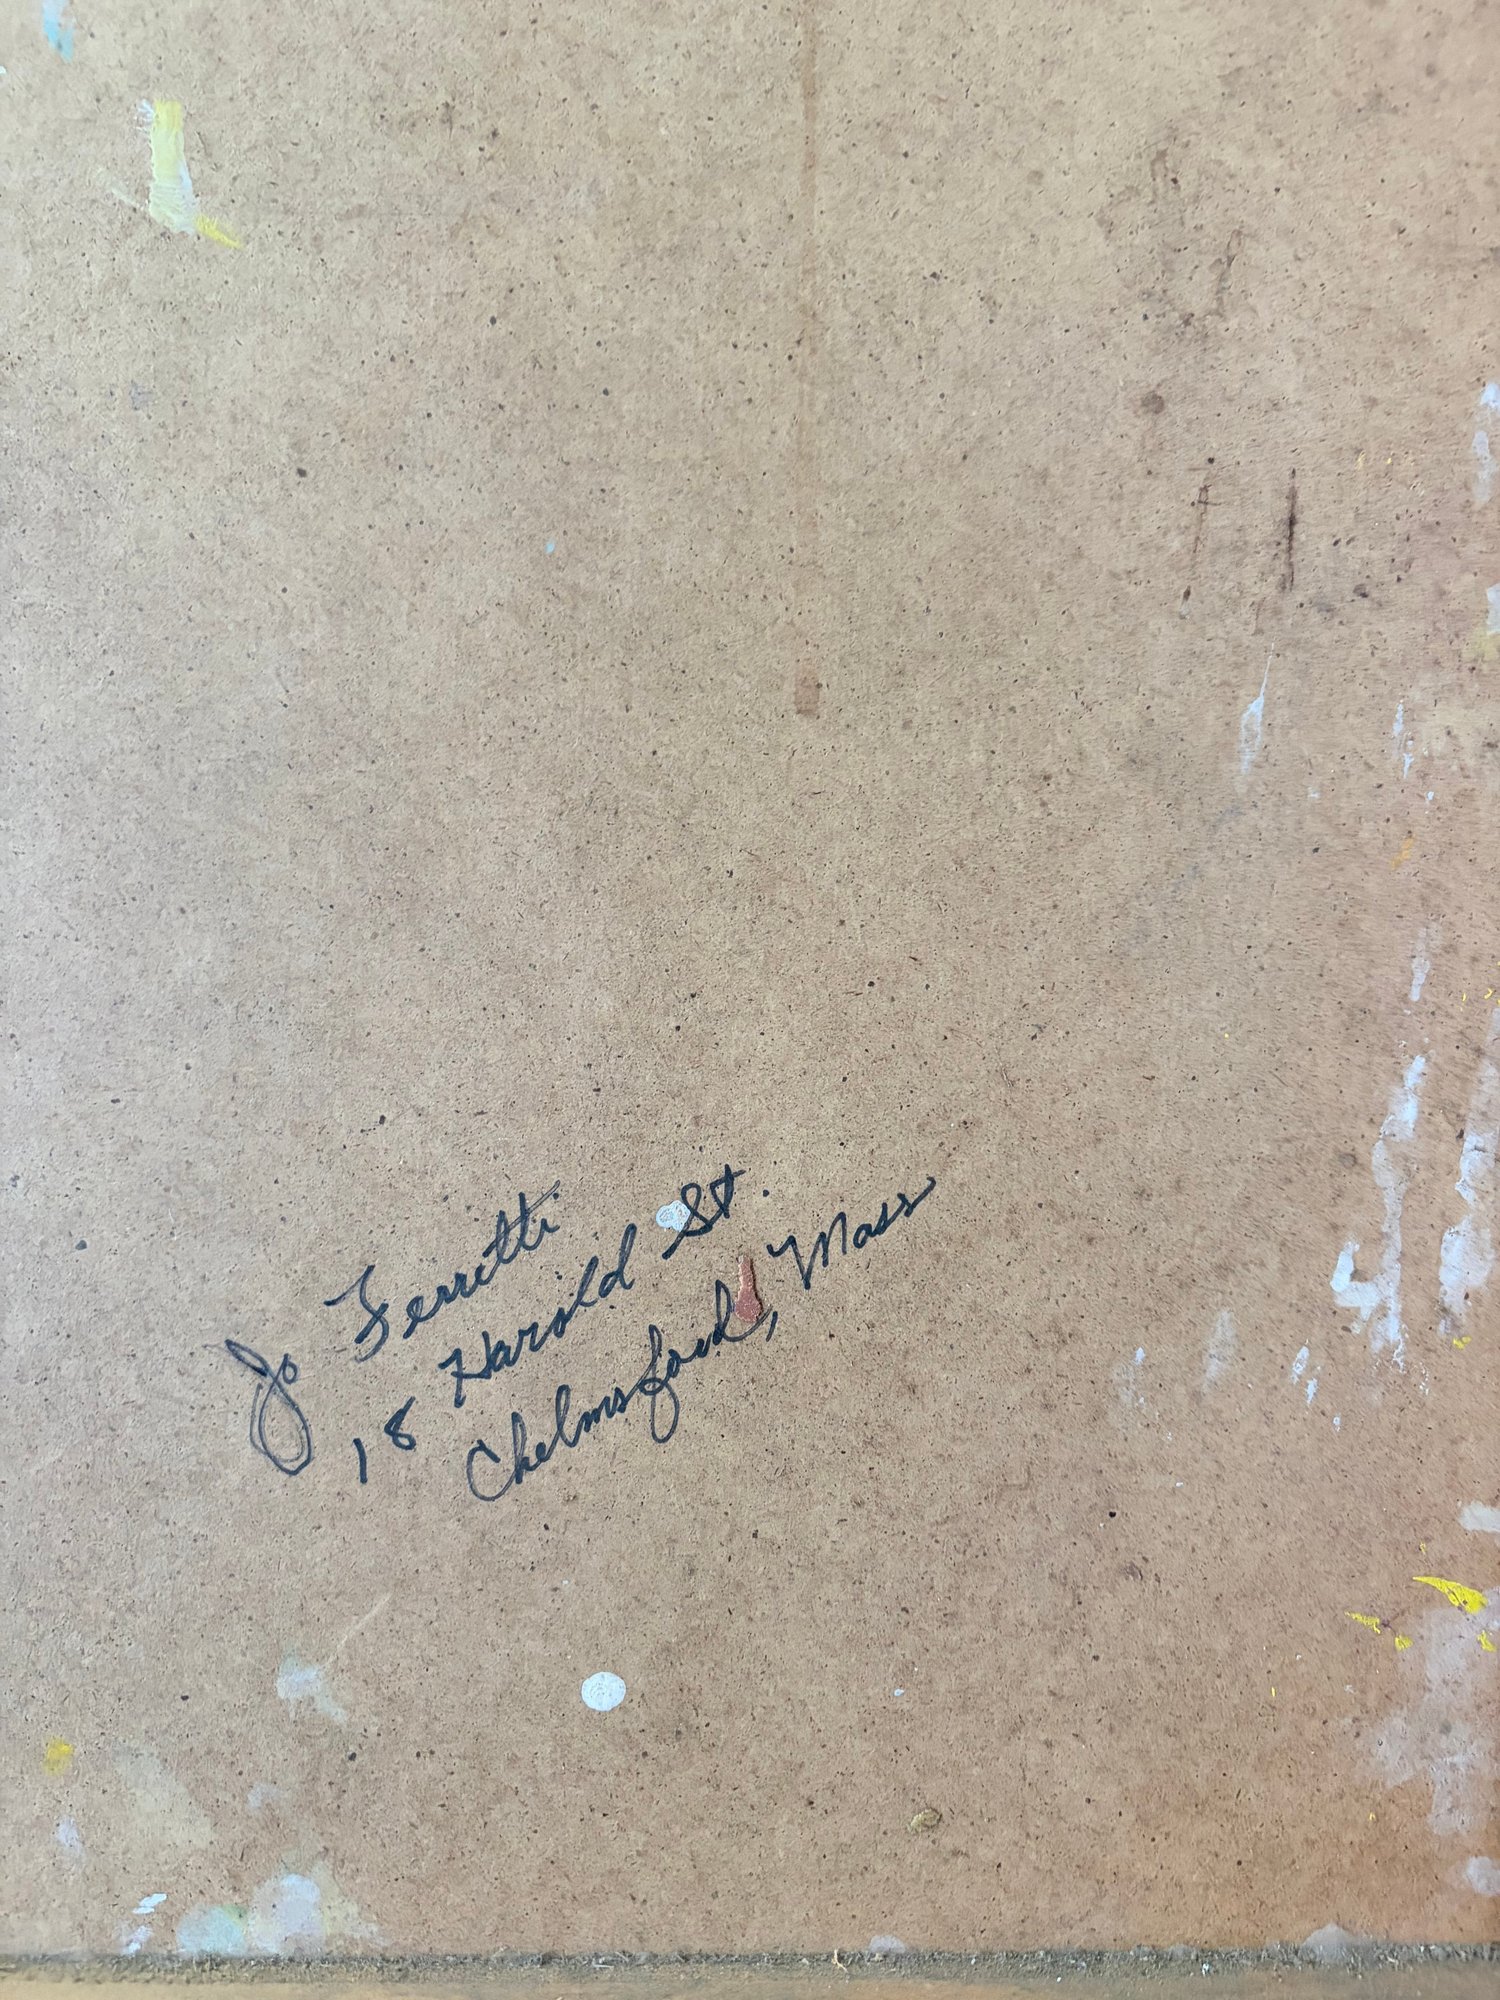 Jo Ferretti
18 Harold St.
Chelmsford, Mass